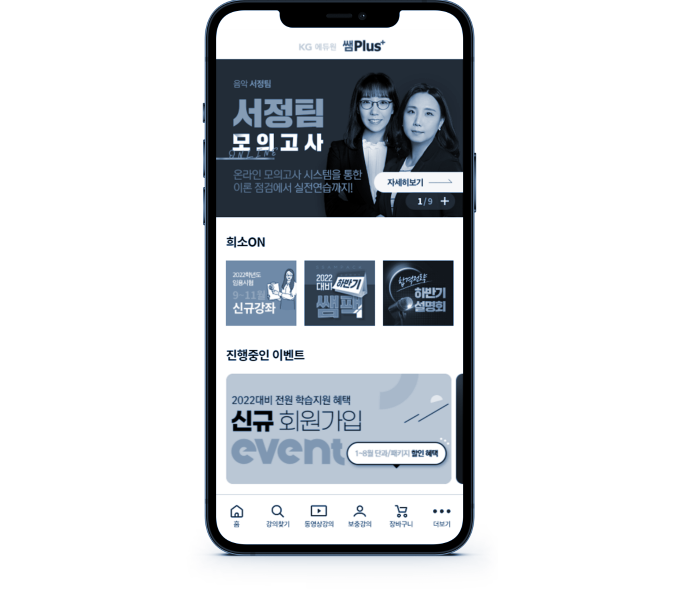 KG 에듀원 쌤Plus+
음악 서정팀
서정팀
모의고사
ONLINE
온라인 모의고사 시스템을 통한
이론 점검에서 실전연습까지!
자세히보기
1/9 +
희소ON
2022학년도
임용시험
9~11월
신규강좌
2022
대비 하반기
쌤팩
합격전략
하반기
설명회
진행중인 이벤트
2022대비 전원 학습지원 혜택
신규 회원가입
event
1~8월 단과/패키지 할인 혜택
홈
강의찾기
동영상강의
보충강의
장바구니
더보기